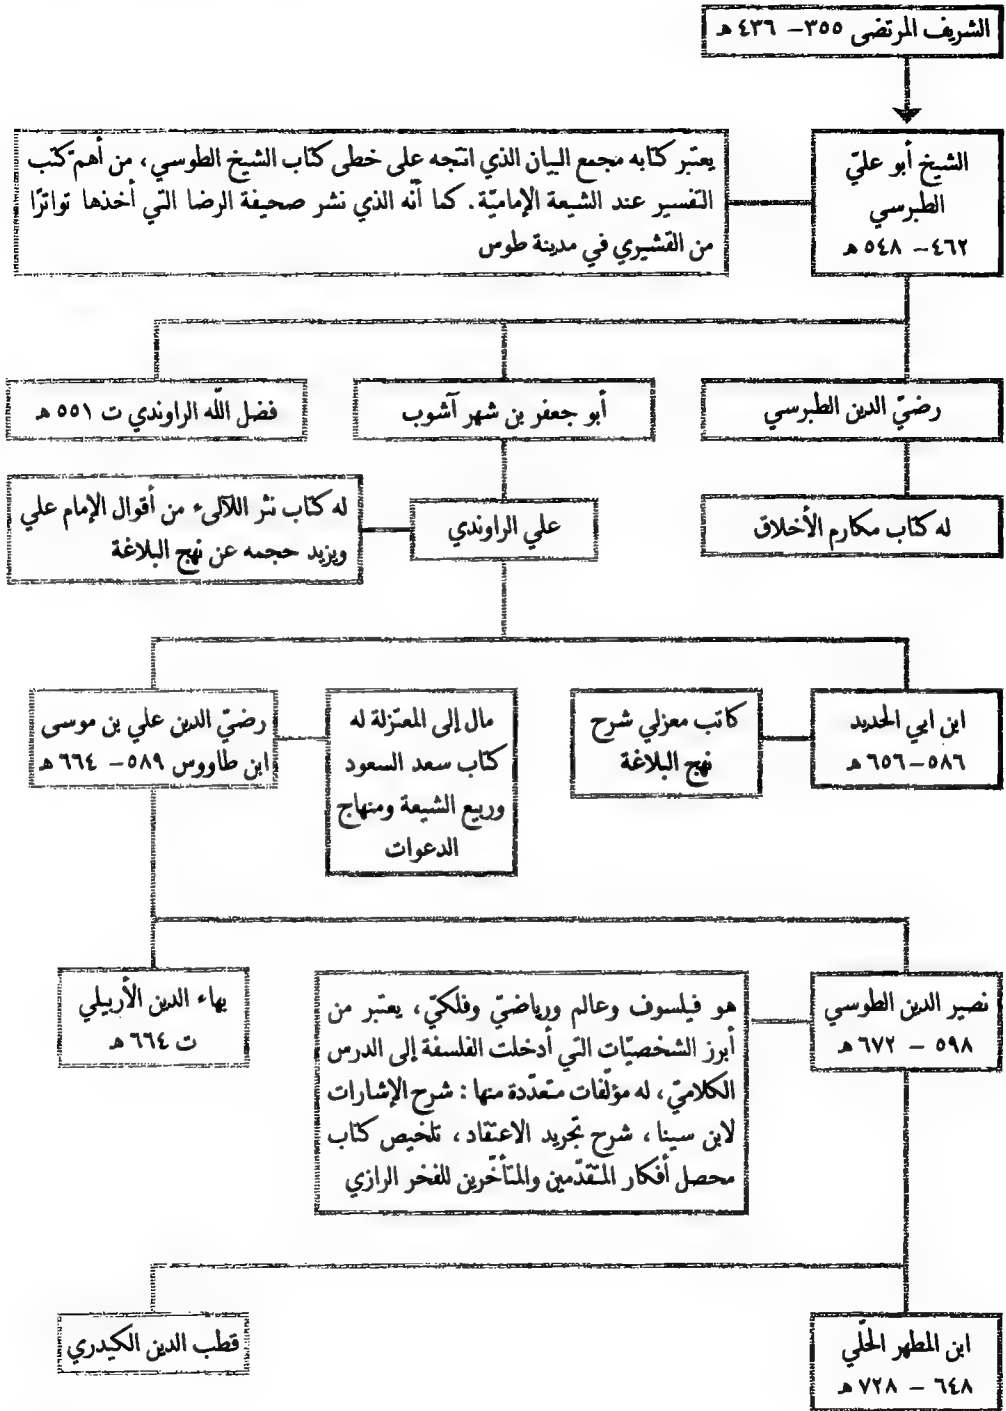 الشريف المرتضى ٣٥٥ – ٤٣٦ هـ
الشيخ أبو عليّ
الطبرسي
٤٦٢ – ٥٤٨ هـ
يعتبر كتابه مجمع البيان الذي انتجه على خطى كتاب الشيخ الطوسي، من أهم كتب
التفسير عند الشيعة الإماميّة. كما أنّه الذي نشر صحيفة الرضا التي أخذها تواترًا
من القشيري في مدينة طوس
رضيّ الدين الطبرسي
أبو جعفر بن شهر آشوب
فضل اللّه الراوندي ت ٥٥١ هـ
له كتاب مكارم الأخلاق
علي الراوندي
له كتاب نثر اللآلىء من أقوال الإمام علي
ويزيد حجمه عن نهج البلاغة
ابن ابي الحديد
٥٨٦–٦٥٦ هـ
كاتب معزلي شرح
نهج البلاغة
مال إلى المعتزلة له
كتاب سعد السعود
وربيع الشيعة ومنهاج
الدعوات
رضيّ الدين علي بن موسى
ابن طاووس ٥٨٩ – ٦٦٤ هـ
نصير الدين الطوسي
٥٩٨ – ٦٧٢ هـ
هو فيلسوف وعالم ورياضيّ وفلكيّ، يعتبر من
أبرز الشخصيّات التي أدخلت الفلسفة إلى الدرس
الكلاميّ، له مؤلّفات متعدّدة منها: شرح الإشارات
لابن سينا، شرح تجريد الاعتقاد، تلخيص كتاب
محصل أفكار المتقدّمين والمتأخّرين للفخر الرازي
بهاء الدين الأربيلي
ت ٦٦٤ هـ
ابن المطهر الحلّي
٦٤٨ – ٧٢٨ هـ
قطب الدين الكيدري